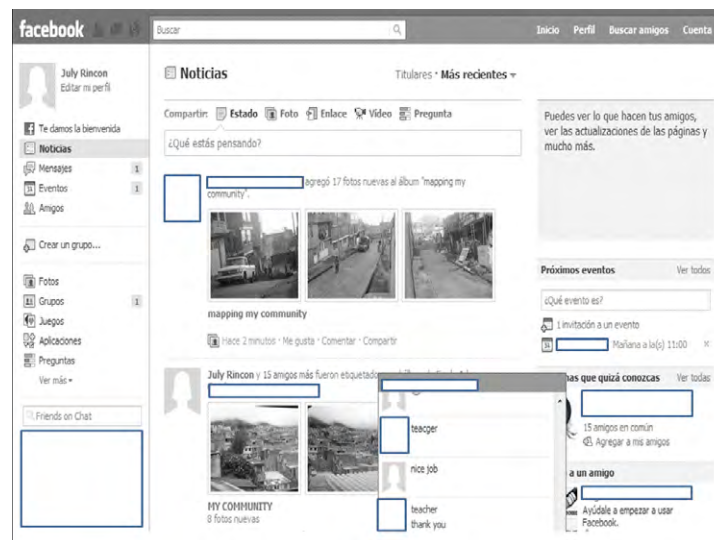 facebook
Buscar
Inicio Perfil Buscar amigos Cuenta
July Rincon
Editar mi perfil
Te damos la bienvenida
Noticias
Mensajes 1
Eventos 1
Amigos
Crear un grupo...
Fotos
Grupos 1
Juegos
Aplicaciones
Preguntas
Ver más
Friends on Chat
Noticias
Titulares · Más recientes
Compartir: Estado Foto Enlace Vídeo Pregunta
¿Qué estás pensando?
agregó 17 fotos nuevas al álbum "mapping my
community".
mapping my community
Hace 2 minutos · Me gusta · Comentar · Compartir
July Rincon y 15 amigos más fueron etiquetados
MY COMMUNITY
8 fotos nuevas
teacger
nice job
teacher
thank you
Puedes ver lo que hacen tus amigos,
ver las actualizaciones de las páginas y
mucho más.
Próximos eventos Ver todos
¿Qué evento es?
1 invitación a un evento
31 Mañana a la(s) 11:00 ×
que quizá conozcas Ver todas
15 amigos en común
Agregar a mis amigos
a un amigo
Ayúdale a empezar a usar
Facebook.